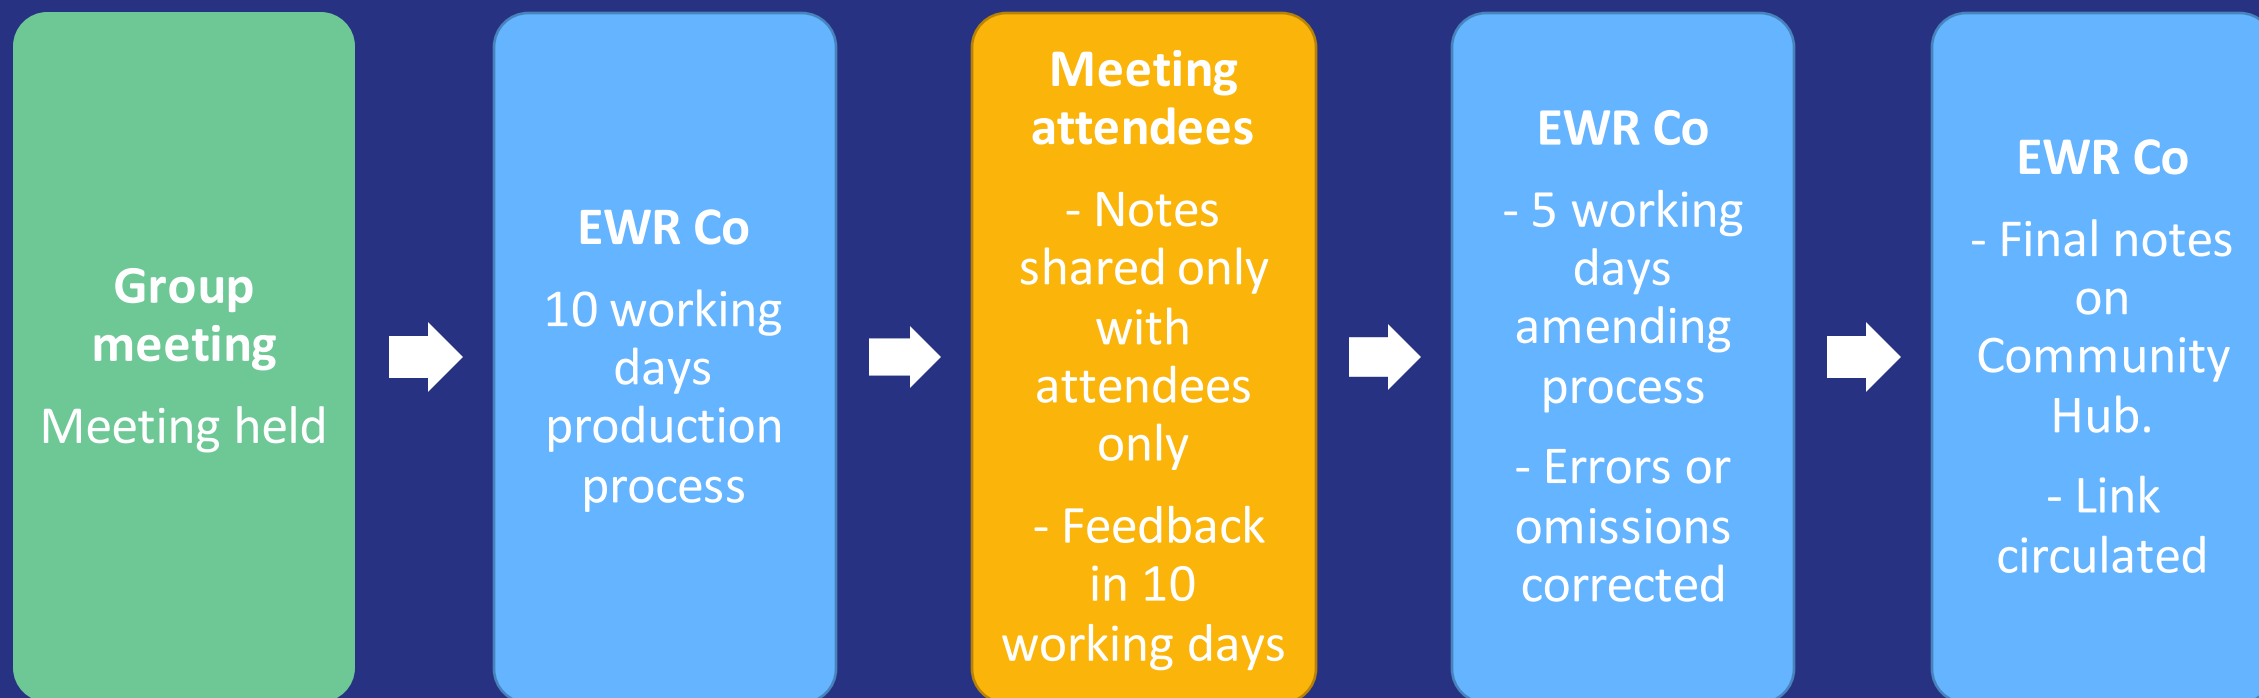 Group
meeting
Meeting held
EWR Co
10 working
days
production
process
Meeting
attendees
- Notes
shared only
with
attendees
only
- Feedback
in 10
working days
EWR Co
- 5 working
days
amending
process
- Errors or
omissions
corrected
EWR Co
- Final notes
on
Community
Hub.
- Link
circulated